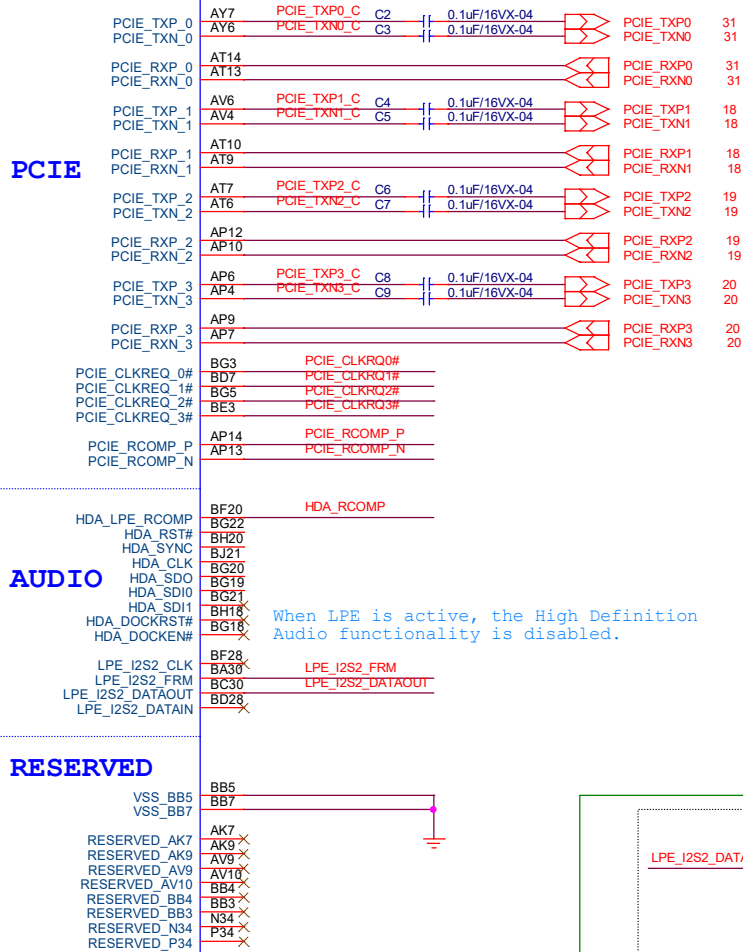 PCIE_TXP_0 AY7 PCIE_TXP0_C C2 0.1uF/16VX-04 PCIE_TXP0 31
PCIE_TXN_0 AY6 PCIE_TXN0_C C3 0.1uF/16VX-04 PCIE_TXN0 31
PCIE_RXP_0 AT14 PCIE_RXP0 31
PCIE_RXN_0 AT13 PCIE_RXN0 31
PCIE_TXP_1 AV6 PCIE_TXP1_C C4 0.1uF/16VX-04 PCIE_TXP1 18
PCIE_TXN_1 AV4 PCIE_TXN1_C C5 0.1uF/16VX-04 PCIE_TXN1 18
PCIE_RXP_1 AT10 PCIE_RXP1 18
PCIE
PCIE_RXN_1 AT9 PCIE_RXN1 18
PCIE_TXP_2 AT7 PCIE_TXP2_C C6 0.1uF/16VX-04 PCIE_TXP2 19
PCIE_TXN_2 AT6 PCIE_TXN2_C C7 0.1uF/16VX-04 PCIE_TXN2 19
PCIE_RXP_2 AP12 PCIE_RXP2 19
PCIE_RXN_2 AP10 PCIE_RXN2 19
PCIE_TXP_3 AP6 PCIE_TXP3_C C8 0.1uF/16VX-04 PCIE_TXP3 20
PCIE_TXN_3 AP4 PCIE_TXN3_C C9 0.1uF/16VX-04 PCIE_TXN3 20
PCIE_RXP_3 AP9 PCIE_RXP3 20
PCIE_RXN_3 AP7 PCIE_RXN3 20
PCIE_CLKREQ_0# BG3 PCIE_CLKRQ0#
PCIE_CLKREQ_1# BD7 PCIE_CLKRQ1#
PCIE_CLKREQ_2# BG5 PCIE_CLKRQ2#
PCIE_CLKREQ_3# BE3 PCIE_CLKRQ3#
PCIE_RCOMP_P AP14 PCIE_RCOMP_P
PCIE_RCOMP_N AP13 PCIE_RCOMP_N
HDA_LPE_RCOMP BF20 HDA_RCOMP
HDA_RST# BG22
HDA_SYNC BH20
HDA_CLK BJ21
AUDIO
HDA_SDO BG20
HDA_SDI0 BG19
HDA_SDI1 BG21
HDA_DOCKRST# BH18
HDA_DOCKEN# BG18
When LPE is active, the High Definition
Audio functionality is disabled.
LPE_I2S2_CLK BF28
LPE_I2S2_FRM BA30 LPE_I2S2_FRM
LPE_I2S2_DATAOUT BC30 LPE_I2S2_DATAOUT
LPE_I2S2_DATAIN BD28
RESERVED
VSS_BB5 BB5
VSS_BB7 BB7
RESERVED_AK7 AK7
RESERVED_AK9 AK9
RESERVED_AV9 AV9
RESERVED_AV10 AV10
RESERVED_BB4 BB4
RESERVED_BB3 BB3
RESERVED_N34 N34
RESERVED_P34 P34